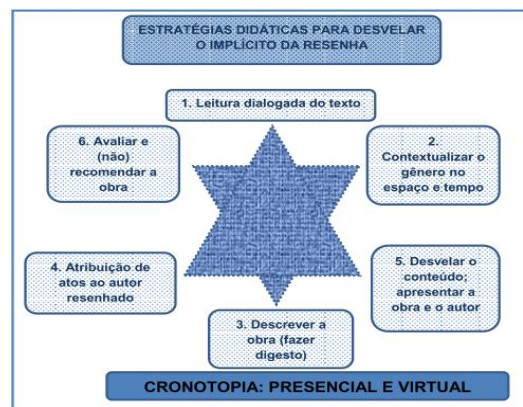 ESTRATÉGIAS DIDÁTICAS PARA DESVELAR
O IMPLÍCITO DA RESENHA
1. Leitura dialogada do texto
6. Avaliar e
(não)
recomendar a
obra
2.
Contextualizar o
gênero no
espaço e tempo
4. Atribuição de
atos ao autor
resenhado
5. Desvelar o
conteúdo;
apresentar a
obra e o autor
3. Descrever a
obra (fazer
digesto)
CRONOTOPIA: PRESENCIAL E VIRTUAL